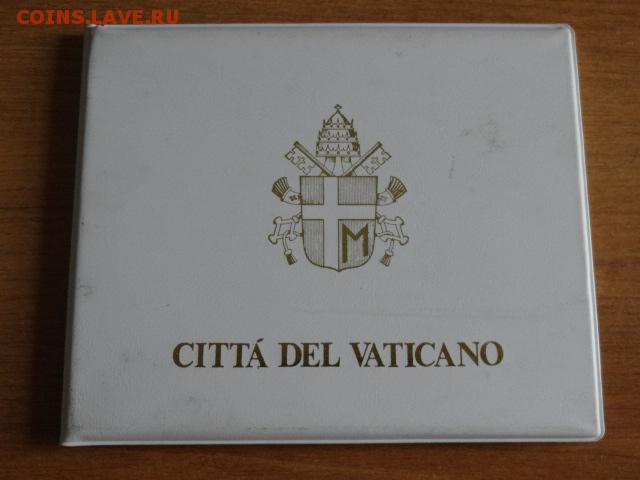 COINS.LAVE.RU
M
CITTÁ DEL VATICANO